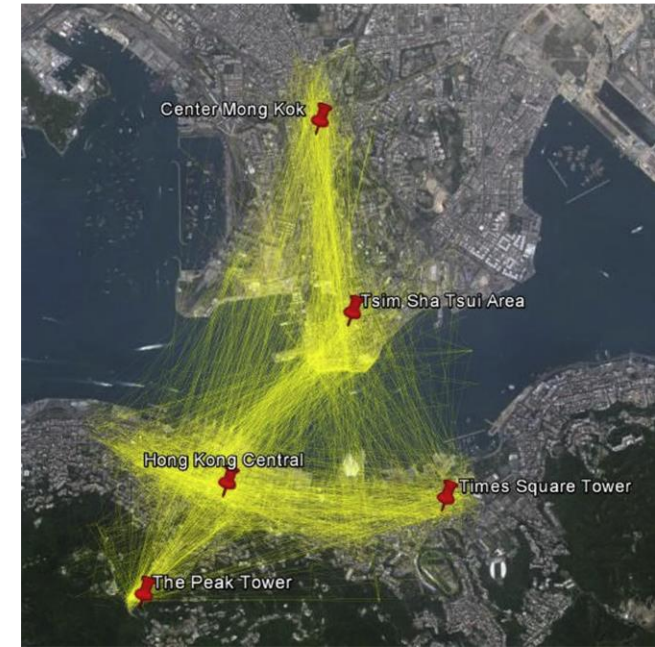 Center Mong Kok
Tsim Sha Tsui Area
Hong Kong Central
Times Square Tower
The Peak Tower